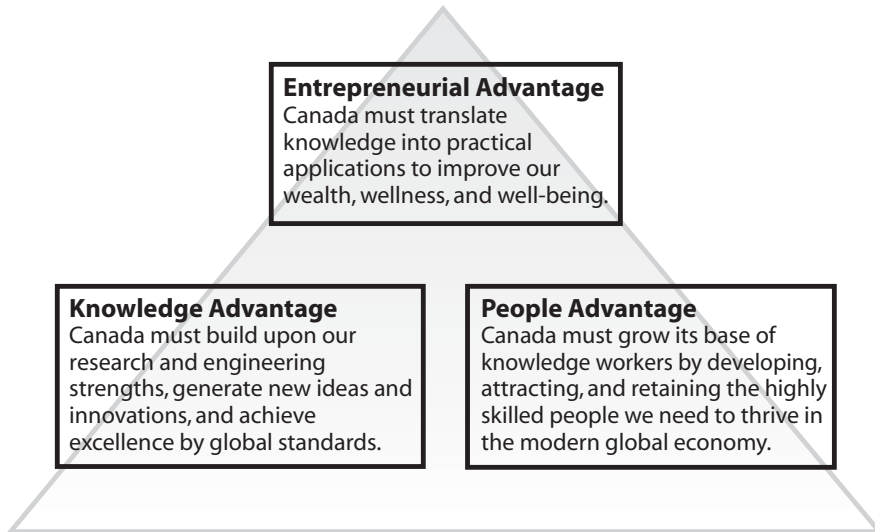 Entrepreneurial Advantage
Canada must translate
knowledge into practical
applications to improve our
wealth, wellness, and well-being.
Knowledge Advantage
Canada must build upon our
research and engineering
strengths, generate new ideas and
innovations, and achieve
excellence by global standards.
People Advantage
Canada must grow its base of
knowledge workers by developing,
attracting, and retaining the highly
skilled people we need to thrive in
the modern global economy.